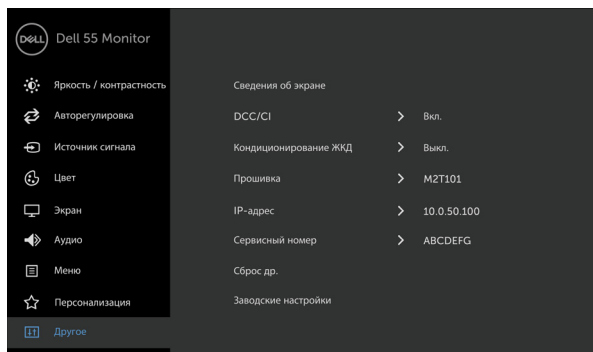 DELL Dell 55 Monitor
Яркость / контрастность
Сведения об экране
Авторегулировка
DCC/CI
Вкл.
Источник сигнала
Кондиционирование ЖКД
Выкл.
Цвет
Прошивка
M2T101
Экран
IP-адрес
10.0.50.100
Аудио
Сервисный номер
ABCDEFG
Меню
Сброс др.
Персонализация
Заводские настройки
Другое